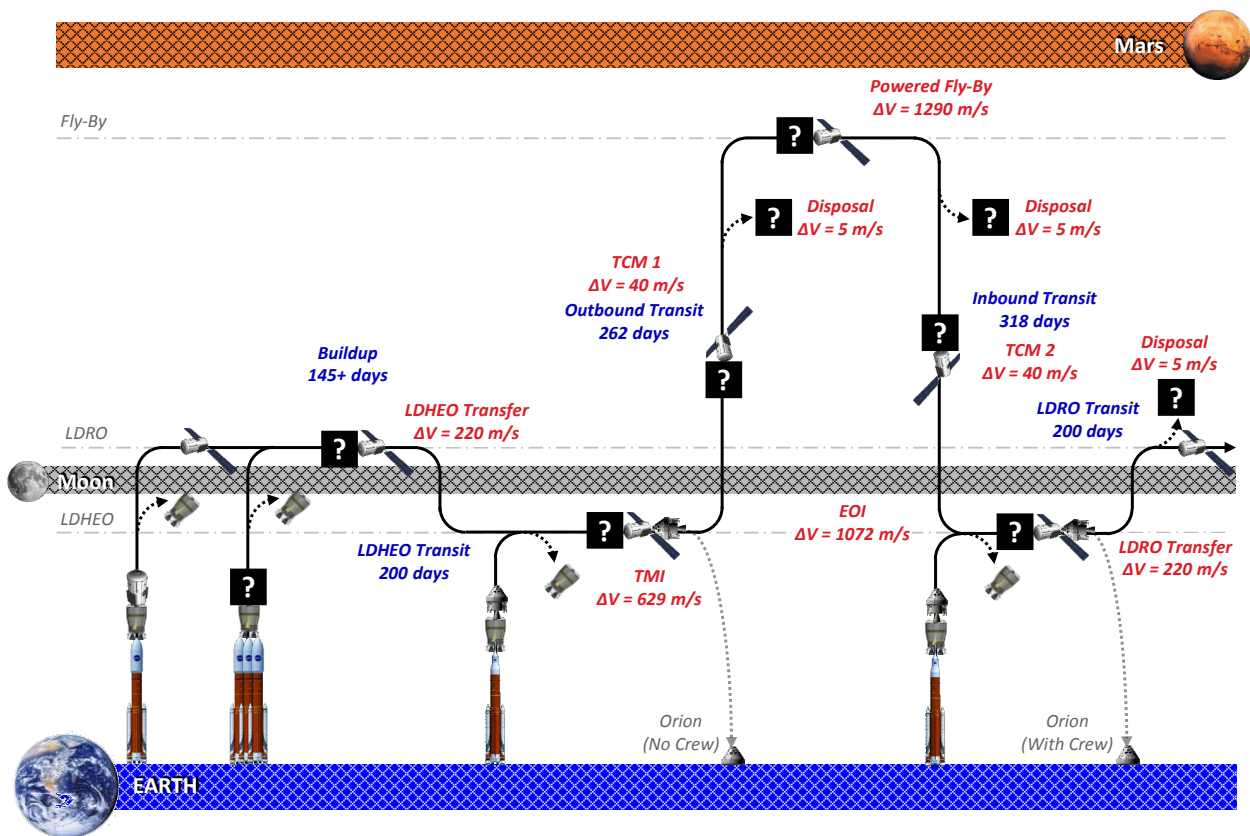 Mars
Powered Fly-By
ΔV = 1290 m/s
Fly-By
?
?
Disposal
ΔV = 5 m/s
?
Disposal
ΔV = 5 m/s
TCM 1
ΔV = 40 m/s
Outbound Transit
262 days
Inbound Transit
318 days
?
TCM 2
ΔV = 40 m/s
?
Buildup
145+ days
Disposal
ΔV = 5 m/s
?
LDHEO Transfer
ΔV = 220 m/s
LDRO Transit
200 days
LDRO
?
Moon
LDHEO
?
EOI
ΔV = 1072 m/s
?
LDHEO Transit
200 days
TMI
ΔV = 629 m/s
LDRO Transfer
ΔV = 220 m/s
?
Orion
(No Crew)
Orion
(With Crew)
EARTH